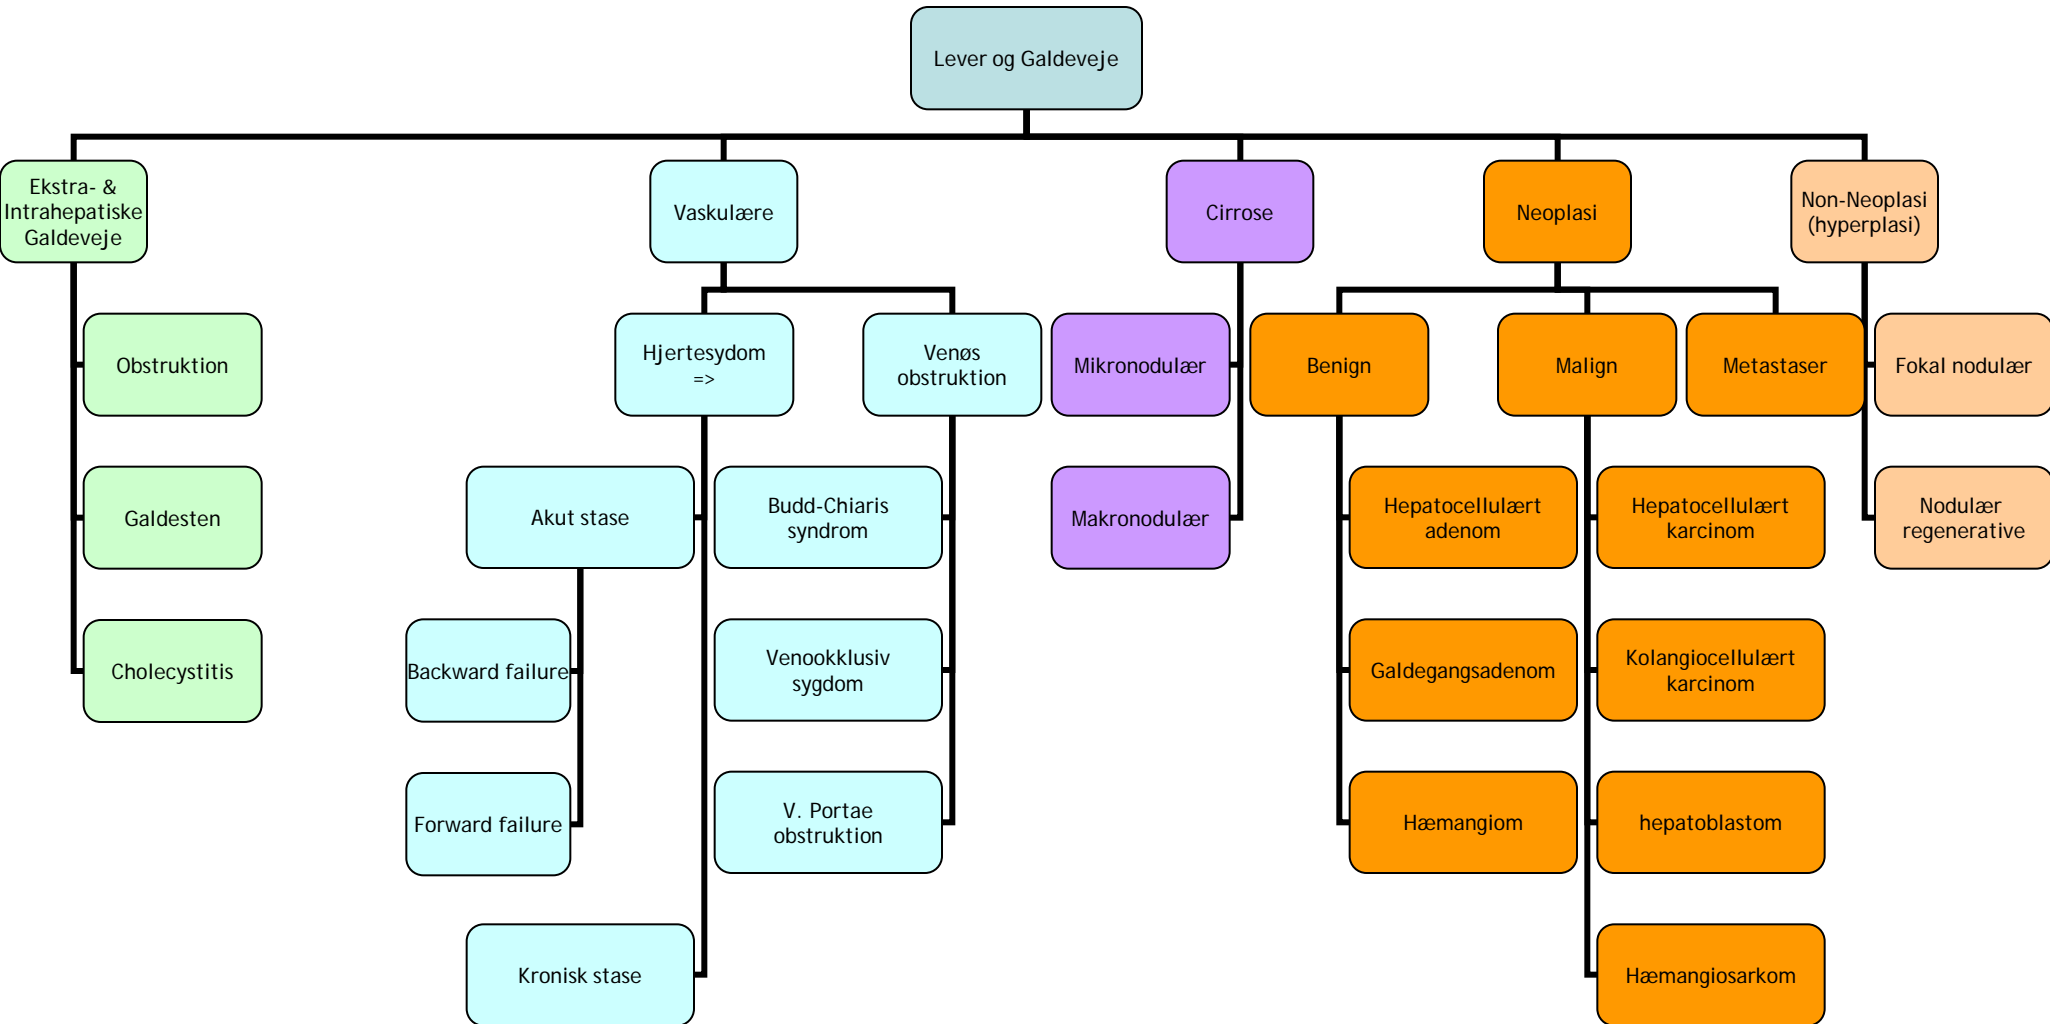 Lever og Galdeveje
Ekstra- &
Intrahepatiske
Galdeveje
Vaskulære
Cirrose
Neoplasi
Non-Neoplasi
(hyperplasi)
Obstruktion
Hjertesydom
=>
Venøs
obstruktion
Mikronodulær
Benign
Malign
Metastaser
Fokal nodulær
Galdesten
Akut stase
Budd-Chiaris
syndrom
Makronodulær
Hepatocellulært
adenom
Hepatocellulært
karcinom
Nodulær
regenerative
Cholecystitis
Backward failure
Venookklusiv
sygdom
Galdegangsadenom
Kolangiocellulært
karcinom
Forward failure
V. Portae
obstruktion
Hæmangiom
hepatoblastom
Kronisk stase
Hæmangiosarkom